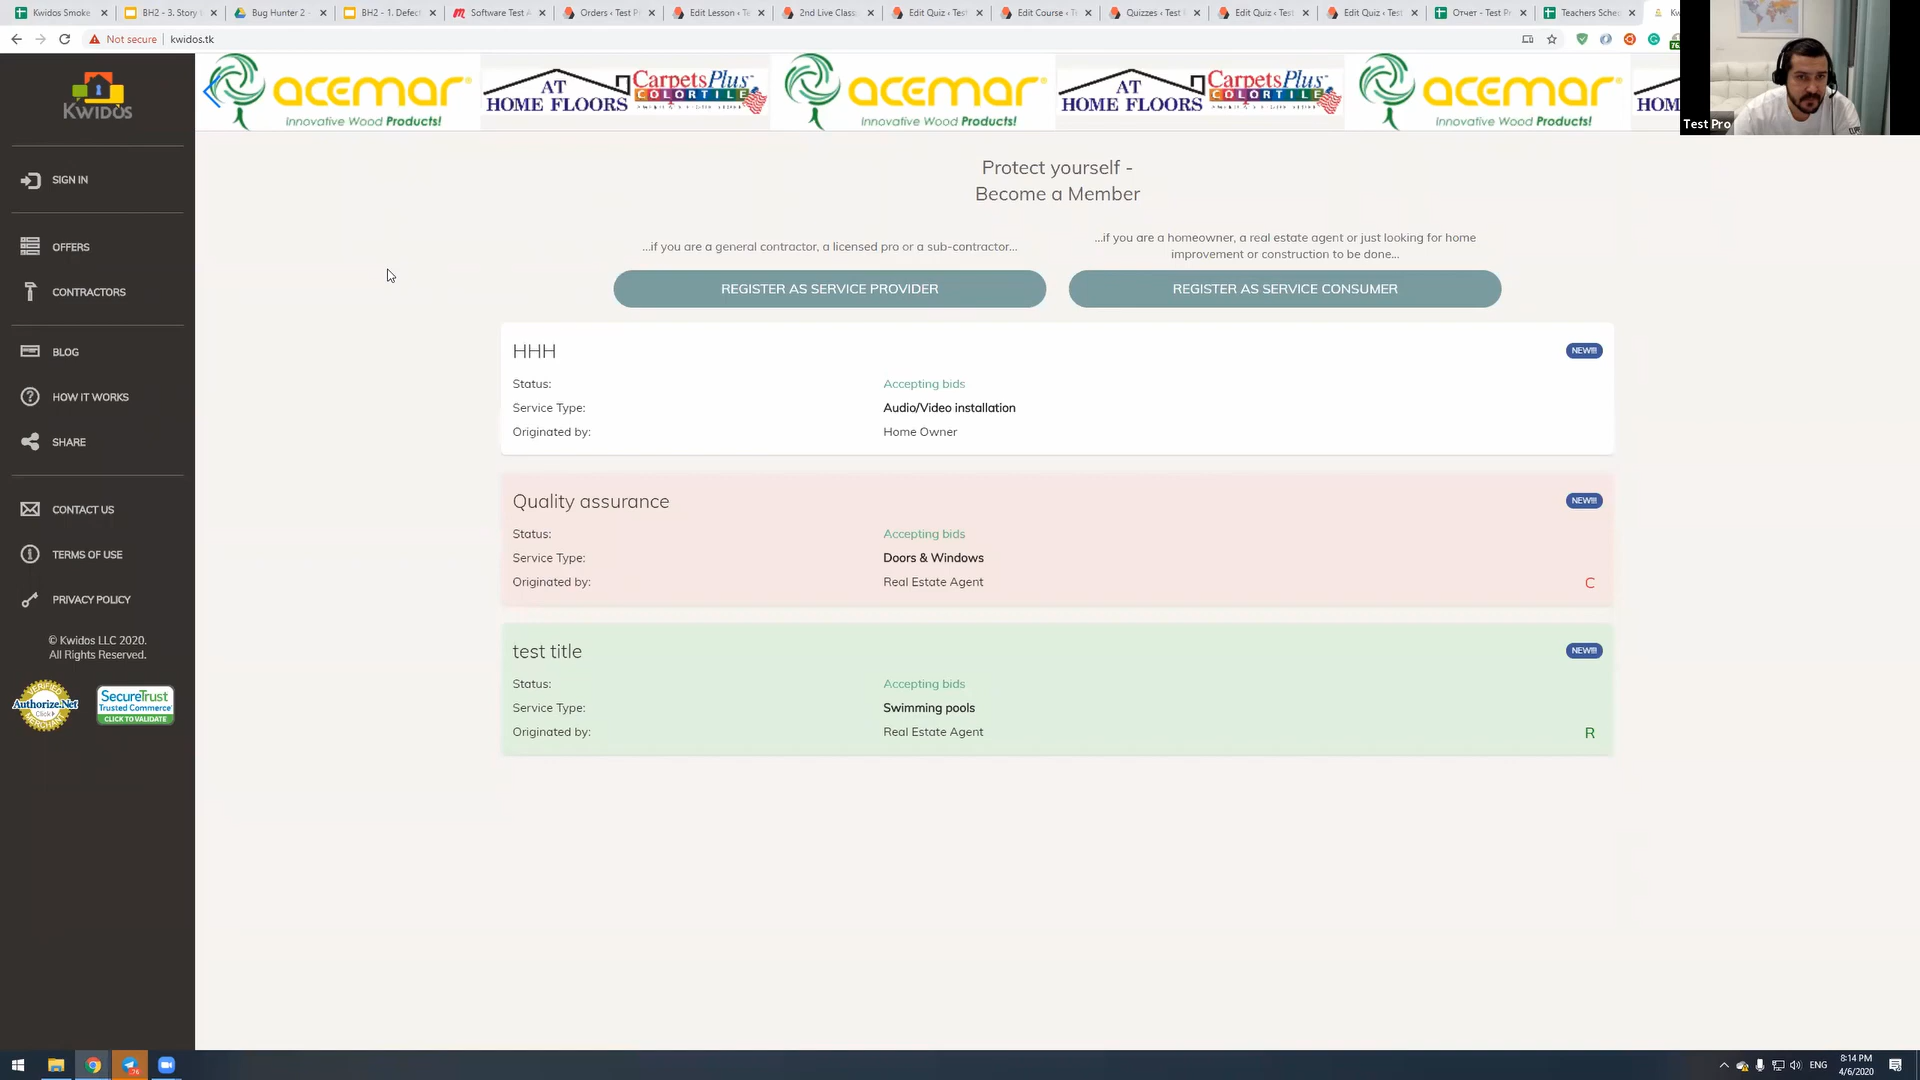 Kwidos Smoke
BH2 - 3. Story
Bug Hunter 2
BH2 - 1. Defec
Software Test A
Orders ‹ Test P
Edit Lesson ‹ Te
2nd Live Class
Edit Quiz ‹ Test
Edit Course ‹ T
Quizzes ‹ Test
Edit Quiz ‹ Test
Edit Quiz ‹ Test
Отчет - Test P
Teachers Sche
Not secure
kwidos.tk
KWIDOS
acemar
Innovative Wood Products!
AT
HOME FLOORS
CarpetsPlus
COLORTILE
acemar
Innovative Wood Products!
AT
HOME FLOORS
CarpetsPlus
COLORTILE
acemar
Innovative Wood Products!
HOM
Test Pro
SIGN IN
OFFERS
CONTRACTORS
BLOG
HOW IT WORKS
SHARE
CONTACT US
TERMS OF USE
PRIVACY POLICY
© Kwidos LLC 2020.
All Rights Reserved.
VERIFIED
Authorize.Net
Click
MERCHANT
SecureTrust
Trusted Commerce
CLICK TO VALIDATE
Protect yourself -
Become a Member
...if you are a general contractor, a licensed pro or a sub-contractor...
REGISTER AS SERVICE PROVIDER
...if you are a homeowner, a real estate agent or just looking for home
improvement or construction to be done...
REGISTER AS SERVICE CONSUMER
HHH
NEW!!!
Status: Accepting bids
Service Type: Audio/Video installation
Originated by: Home Owner
Quality assurance
NEW!!!
Status: Accepting bids
Service Type: Doors & Windows
Originated by: Real Estate Agent
C
test title
NEW!!!
Status: Accepting bids
Service Type: Swimming pools
Originated by: Real Estate Agent
R
ENG
8:14 PM
4/6/2020